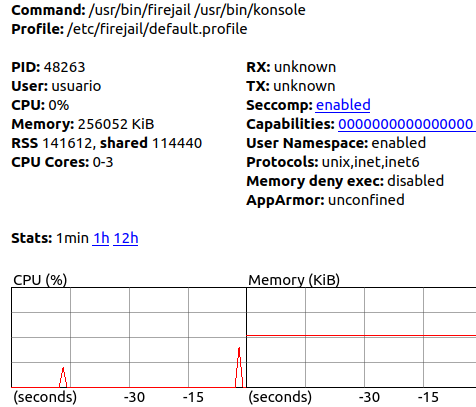 Command: /usr/bin/firejail /usr/bin/konsole
Profile: /etc/firejail/default.profile
PID: 48263
User: usuario
CPU: 0%
Memory: 256052 KiB
RSS 141612, shared 114440
CPU Cores: 0-3
RX: unknown
TX: unknown
Seccomp: enabled
Capabilities: 0000000000000000
User Namespace: enabled
Protocols: unix,inet,inet6
Memory deny exec: disabled
AppArmor: unconfined
Stats: 1min 1h 12h
CPU (%)
(seconds) -30 -15
Memory (KiB)
(seconds) -30 -15